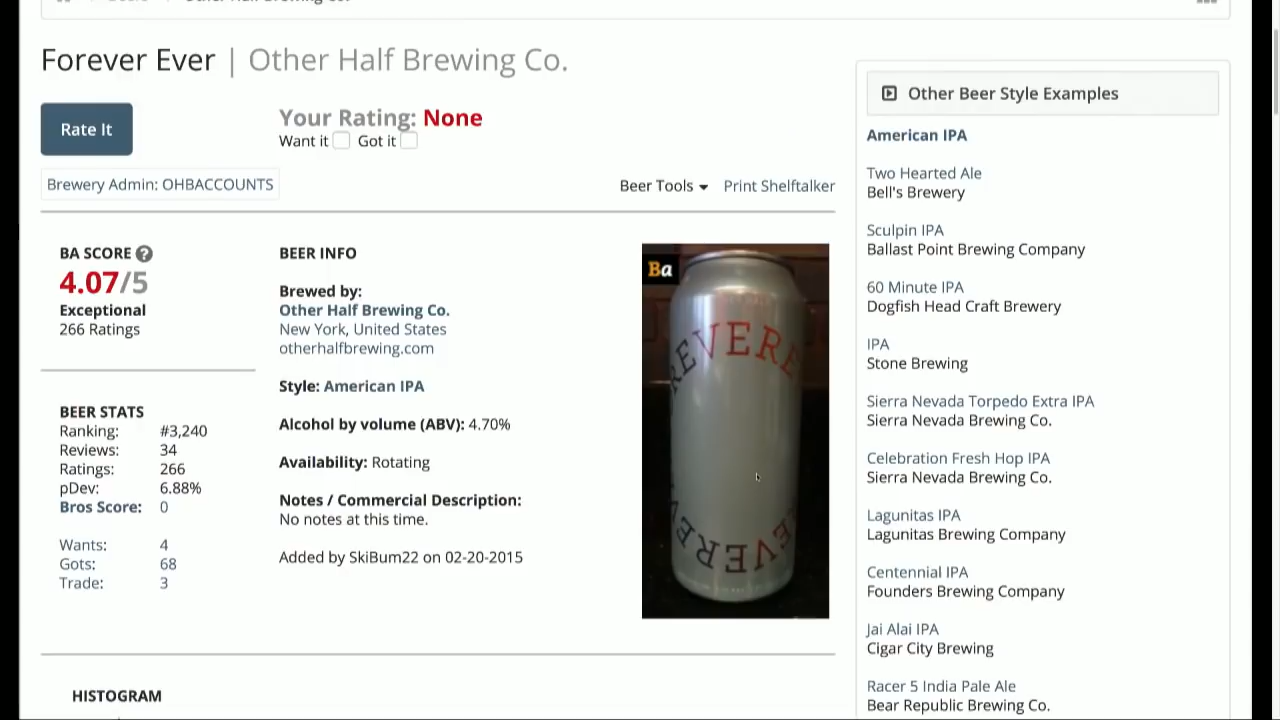 Forever Ever | Other Half Brewing Co.
Rate It
Your Rating: None
Want it Got it
Brewery Admin: OHBACCOUNTS
Beer Tools
Print Shelftalker
BA SCORE
4.07/5
Exceptional
266 Ratings
BEER STATS
Ranking: #3,240
Reviews: 34
Ratings: 266
pDev: 6.88%
Bros Score: 0
Wants: 4
Gots: 68
Trade: 3
BEER INFO
Brewed by:
Other Half Brewing Co.
New York, United States
otherhalfbrewing.com
Style: American IPA
Alcohol by volume (ABV): 4.70%
Availability: Rotating
Notes / Commercial Description:
No notes at this time.
Added by SkiBum22 on 02-20-2015
Ba
HISTOGRAM
Other Beer Style Examples
American IPA
Two Hearted Ale
Bell's Brewery
Sculpin IPA
Ballast Point Brewing Company
60 Minute IPA
Dogfish Head Craft Brewery
IPA
Stone Brewing
Sierra Nevada Torpedo Extra IPA
Sierra Nevada Brewing Co.
Celebration Fresh Hop IPA
Sierra Nevada Brewing Co.
Lagunitas IPA
Lagunitas Brewing Company
Centennial IPA
Founders Brewing Company
Jai Alai IPA
Cigar City Brewing
Racer 5 India Pale Ale
Bear Republic Brewing Co.